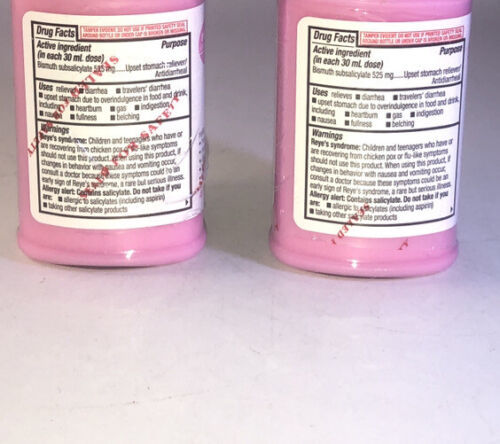 Drug Facts
TAMPER EVIDENT: DO NOT USE IF PRINTED SAFETY SEAL
AROUND BOTTLE OR UNDER CAP IS BROKEN OR MISSING.
Active ingredient Purpose
(in each 30 mL dose)
Bismuth subsalicylate 525 mg.....Upset stomach reliever/
Antidiarrheal
Uses relieves ■ diarrhea ■ travelers' diarrhea
■ upset stomach due to overindulgence in food and drink,
including ■ heartburn ■ gas ■ indigestion
■ nausea ■ fullness ■ belching
Warnings
Reye's syndrome: Children and teenagers who have or
are recovering from chicken pox or flu-like symptoms
should not use this product. When using this product, if
changes in behavior with nausea and vomiting occur,
consult a doctor because these symptoms could be an
early sign of Reye's syndrome, a rare but serious illness.
Allergy alert: Contains salicylate. Do not take if you
are: ■ allergic to salicylates (including aspirin)
■ taking other salicylate products
Drug Facts
TAMPER EVIDENT: DO NOT USE IF PRINTED SAFETY SEAL
AROUND BOTTLE OR UNDER CAP IS BROKEN OR MISSING.
Active ingredient Purpose
(in each 30 mL dose)
Bismuth subsalicylate 525 mg.....Upset stomach reliever/
Antidiarrheal
Uses relieves ■ diarrhea ■ travelers' diarrhea
■ upset stomach due to overindulgence in food and drink,
including ■ heartburn ■ gas ■ indigestion
■ nausea ■ fullness ■ belching
Warnings
Reye's syndrome: Children and teenagers who have or
are recovering from chicken pox or flu-like symptoms
should not use this product. When using this product, if
changes in behavior with nausea and vomiting occur,
consult a doctor because these symptoms could be an
early sign of Reye's syndrome, a rare but serious illness.
Allergy alert: Contains salicylate. Do not take if you
are: ■ allergic to salicylates (including aspirin)
■ taking other salicylate products